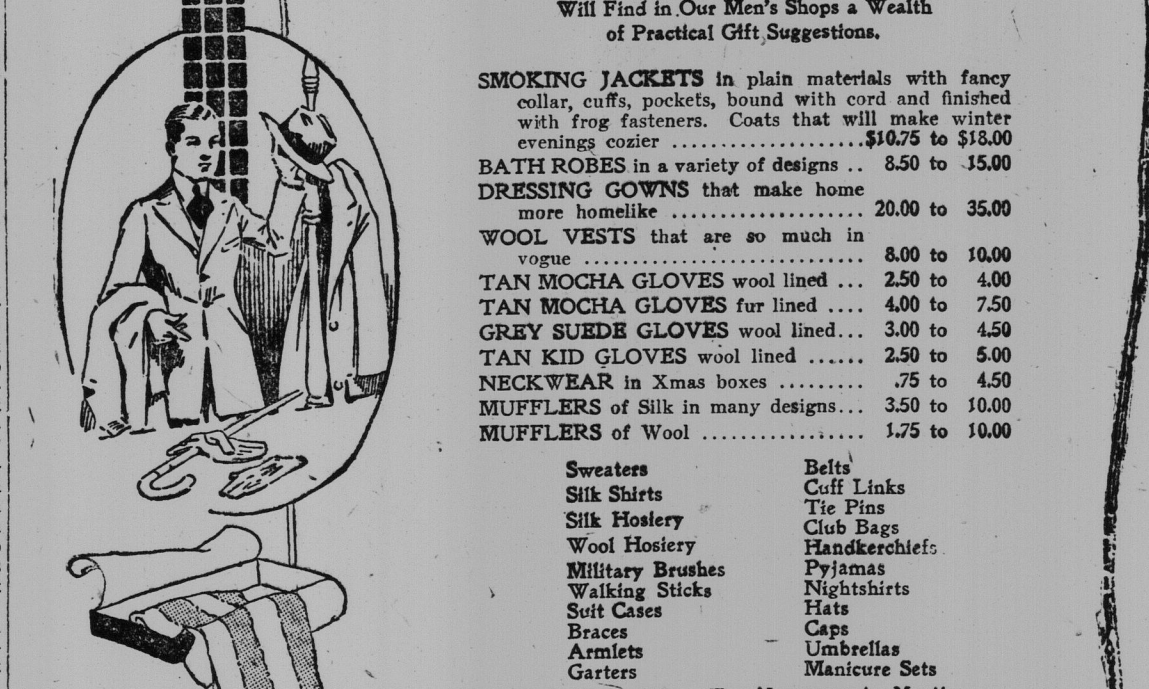 Will Find in Our Men's Shops a Wealth
of Practical Gift Suggestions.
SMOKING JACKETS in plain materials with fancy
collar, cuffs, pockets, bound with cord and finished
with frog fasteners. Coats that will make winter
evenings cozier ....................$10.75 to $18.00
BATH ROBES in a variety of designs .. 8.50 to 15.00
DRESSING GOWNS that make home
more homelike .................... 20.00 to 35.00
WOOL VESTS that are so much in
vogue ............................. 8.00 to 10.00
TAN MOCHA GLOVES wool lined ... 2.50 to 4.00
TAN MOCHA GLOVES fur lined .... 4.00 to 7.50
GREY SUEDE GLOVES wool lined... 3.00 to 4.50
TAN KID GLOVES wool lined ...... 2.50 to 5.00
NECKWEAR in Xmas boxes ......... .75 to 4.50
MUFFLERS of Silk in many designs... 3.50 to 10.00
MUFFLERS of Wool ................. 1.75 to 10.00
Sweaters
Silk Shirts
Silk Hosiery
Wool Hosiery
Military Brushes
Walking Sticks
Suit Cases
Braces
Armlets
Garters
Belts
Cuff Links
Tie Pins
Club Bags
Handkerchiefs
Pyjamas
Nightshirts
Hats
Caps
Umbrellas
Manicure Sets